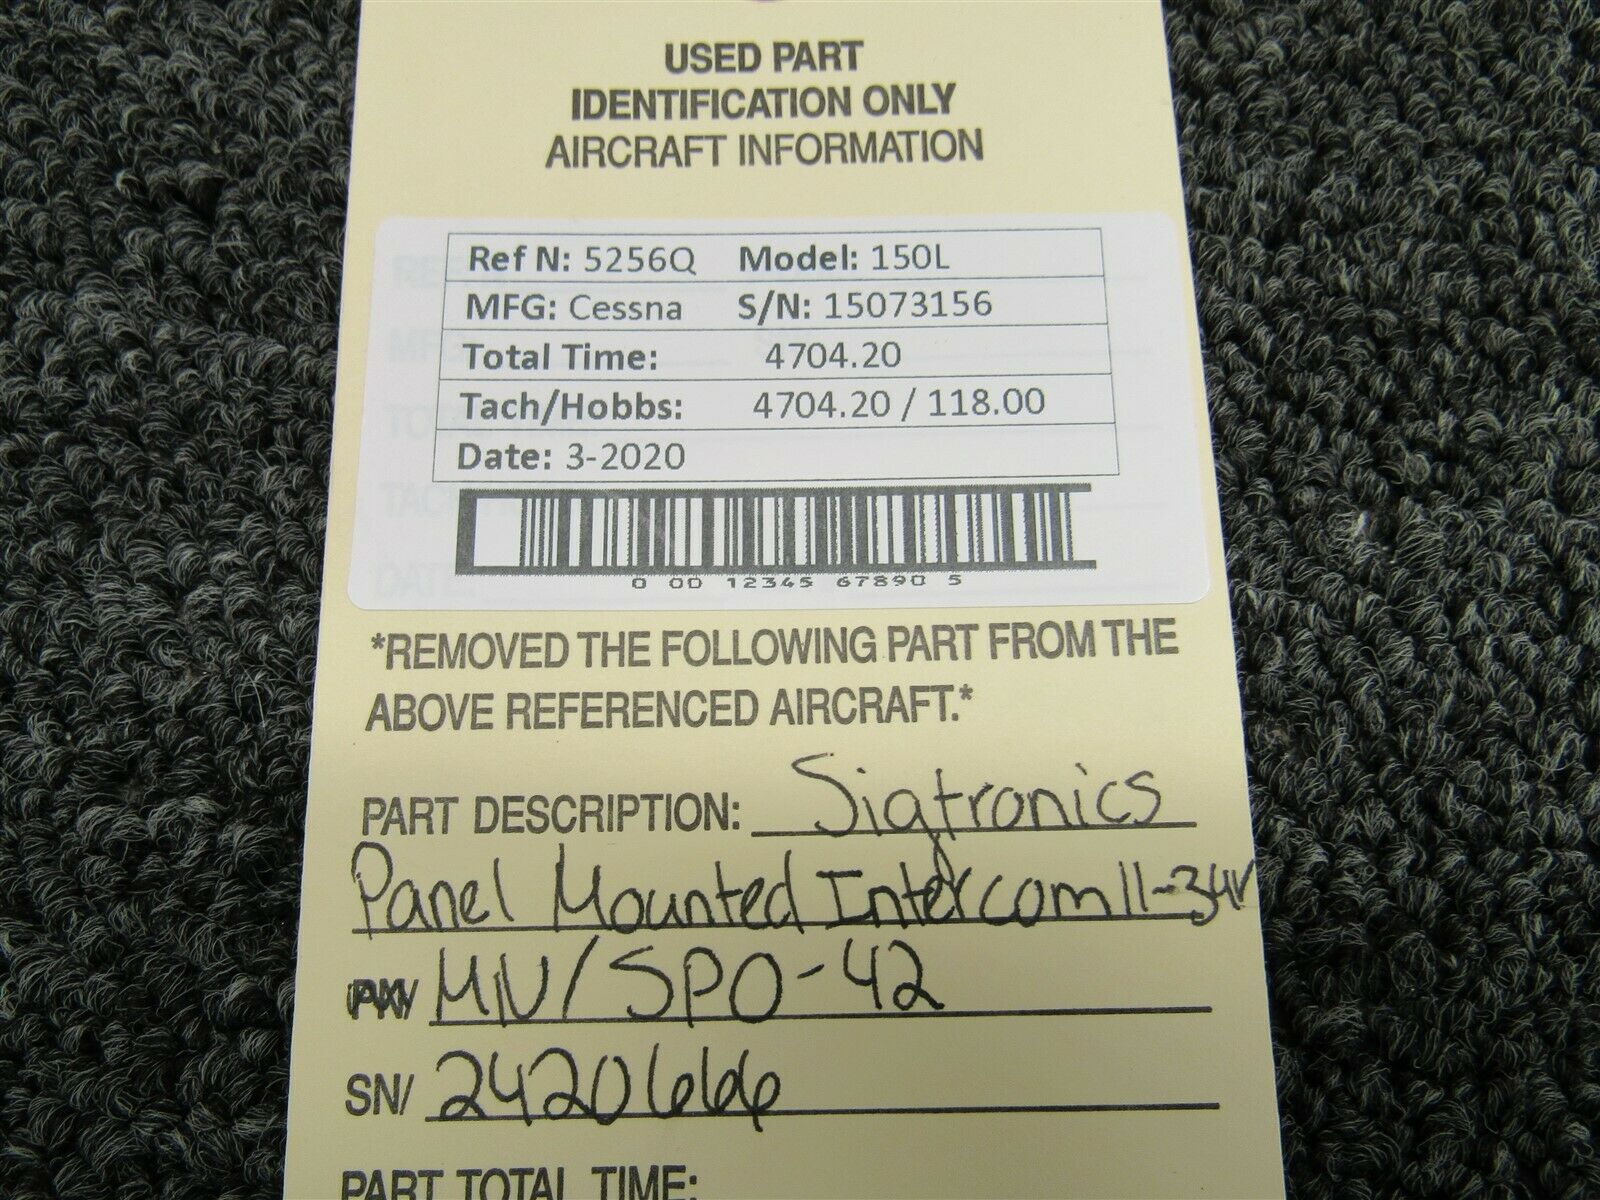 USED PART
IDENTIFICATION ONLY
AIRCRAFT INFORMATION
Ref N: 5256Q Model: 150L
MFG: Cessna S/N: 15073156
Total Time: 4704.20
Tach/Hobbs: 4704.20 / 118.00
Date: 3-2020
0 00 12345 67890 5
*REMOVED THE FOLLOWING PART FROM THE
ABOVE REFERENCED AIRCRAFT.*
PART DESCRIPTION: Sigtronics
Panel Mounted Intercom 11-34v
MN/SPO-42
SN/ 2420666
PART TOTAL TIME: